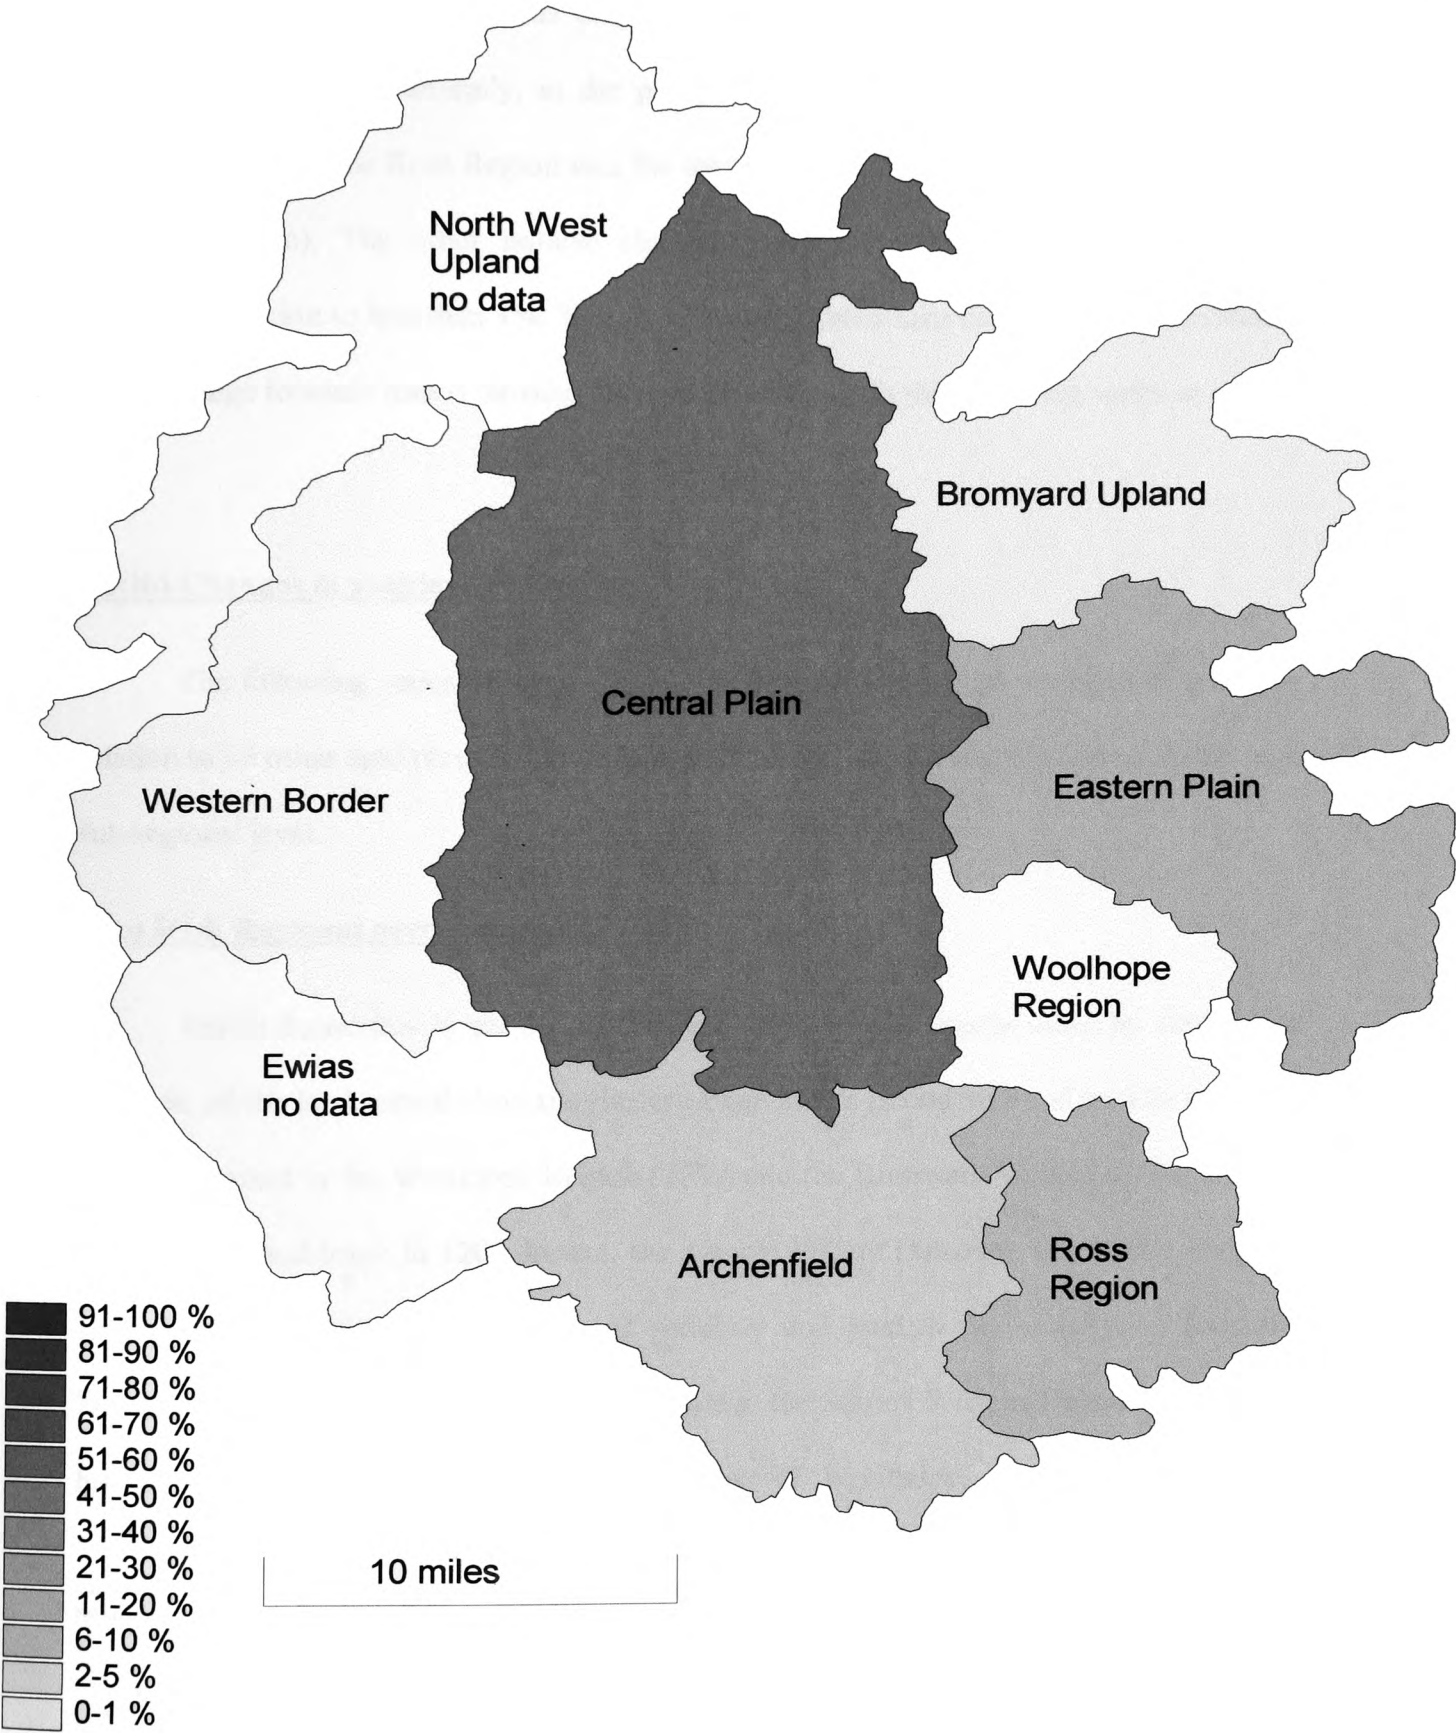 North West
Upland
no data
Bromyard Upland
Central Plain
Eastern Plain
Western Border
Woolhope
Region
Ewias
no data
Archenfield
Ross
Region
91-100 %
81-90 %
71-80 %
61-70 %
51-60 %
41-50 %
31-40 %
21-30 %
11-20 %
6-10 %
2-5 %
0-1 %
10 miles